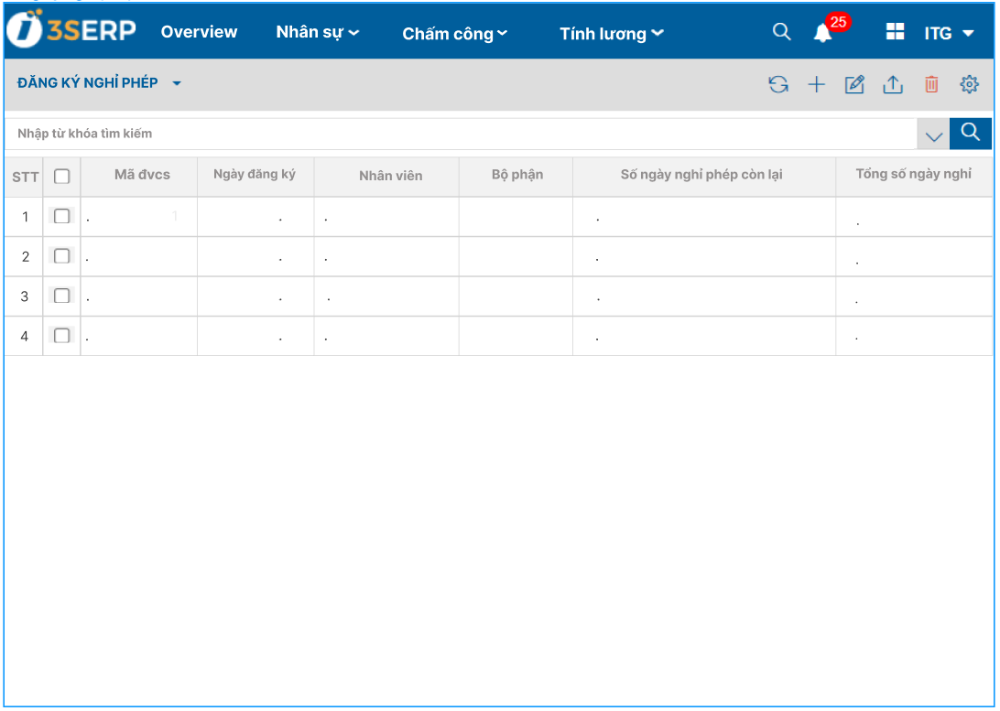 3SERP Overview Nhân sự Chấm công Tính lương 25 ITG
ĐĂNG KÝ NGHỈ PHÉP
Nhập từ khóa tìm kiếm
STT Mã đvcs Ngày đăng ký Nhân viên Bộ phận Số ngày nghỉ phép còn lại Tổng số ngày nghỉ
1 . 1 . . . .
2 . . . . .
3 . . . . .
4 . . . . .